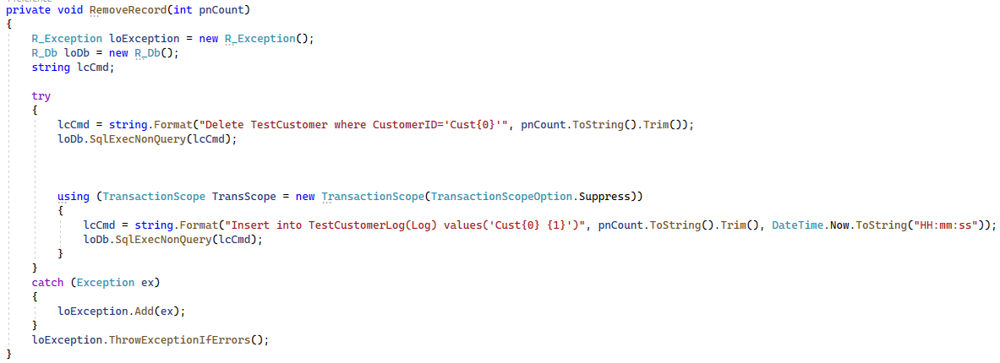 private void RemoveRecord(int pnCount)
{
    R_Exception loException = new R_Exception();
    R_Db loDb = new R_Db();
    string lcCmd;

    try
    {
        lcCmd = string.Format("Delete TestCustomer where CustomerID='Cust{0}'", pnCount.ToString().Trim());
        loDb.SqlExecNonQuery(lcCmd);

        using (TransactionScope TransScope = new TransactionScope(TransactionScopeOption.Suppress))
        {
            lcCmd = string.Format("Insert into TestCustomerLog(Log) values('Cust{0} {1}')", pnCount.ToString().Trim(), DateTime.Now.ToString("HH:mm:ss"));
            loDb.SqlExecNonQuery(lcCmd);
        }
    }
    catch (Exception ex)
    {
        loException.Add(ex);
    }
    loException.ThrowExceptionIfErrors();
}